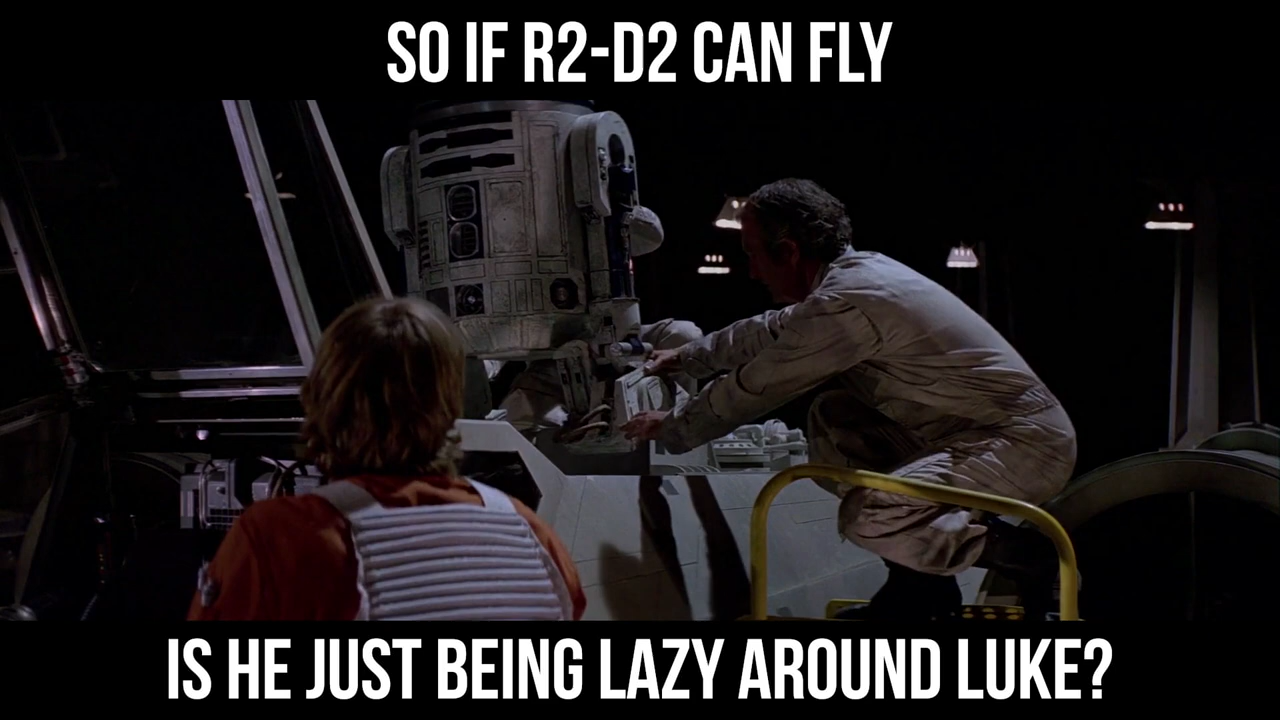 SO IF R2-D2 CAN FLY
IS HE JUST BEING LAZY AROUND LUKE?